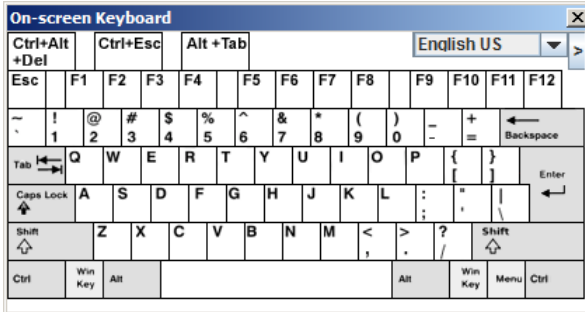 On-screen Keyboard X
Ctrl+Alt +Del Ctrl+Esc Alt +Tab English US >
Esc F1 F2 F3 F4 F5 F6 F7 F8 F9 F10 F11 F12
~ ! @ # $ % ^ & * ( ) _ +
` 1 2 3 4 5 6 7 8 9 0 - = Backspace
Tab Q W E R T Y U I O P { }
[ ] Enter
Caps Lock A S D F G H J K L : " |
; ' \
Shift Z X C V B N M < > ? Shift
, . /
Ctrl Win Key Alt Alt Win Key Menu Ctrl